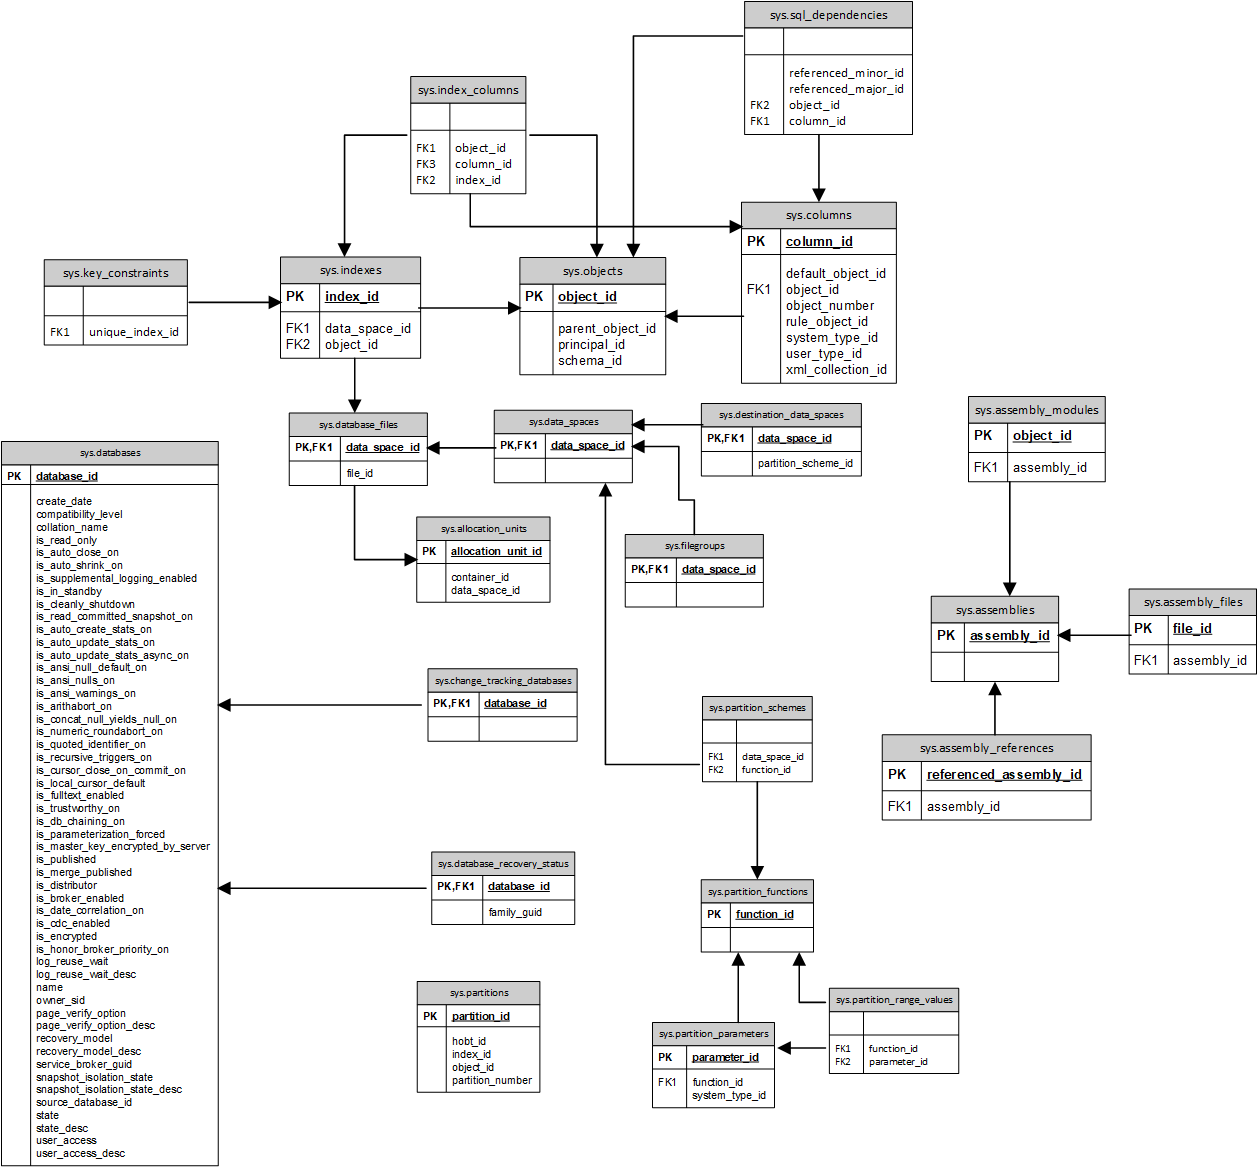 sys.sql_dependencies
referenced_minor_id
referenced_major_id
FK2 object_id
FK1 column_id
sys.index_columns
FK1 object_id
FK3 column_id
FK2 index_id
sys.columns
PK column_id
default_object_id
FK1 object_id
object_number
rule_object_id
system_type_id
user_type_id
xml_collection_id
sys.key_constraints
FK1 unique_index_id
sys.indexes
PK index_id
FK1 data_space_id
FK2 object_id
sys.objects
PK object_id
parent_object_id
principal_id
schema_id
sys.database_files
PK,FK1 data_space_id
file_id
sys.data_spaces
PK,FK1 data_space_id
sys.destination_data_spaces
PK,FK1 data_space_id
partition_scheme_id
sys.assembly_modules
PK object_id
FK1 assembly_id
sys.databases
PK database_id
create_date
compatibility_level
collation_name
is_read_only
is_auto_close_on
is_auto_shrink_on
is_supplemental_logging_enabled
is_in_standby
is_cleanly_shutdown
is_read_committed_snapshot_on
is_auto_create_stats_on
is_auto_update_stats_on
is_auto_update_stats_async_on
is_ansi_null_default_on
is_ansi_nulls_on
is_ansi_warnings_on
is_arithabort_on
is_concat_null_yields_null_on
is_numeric_roundabort_on
is_quoted_identifier_on
is_recursive_triggers_on
is_cursor_close_on_commit_on
is_local_cursor_default
is_fulltext_enabled
is_trustworthy_on
is_db_chaining_on
is_parameterization_forced
is_master_key_encrypted_by_server
is_published
is_merge_published
is_distributor
is_broker_enabled
is_date_correlation_on
is_cdc_enabled
is_encrypted
is_honor_broker_priority_on
log_reuse_wait
log_reuse_wait_desc
name
owner_sid
page_verify_option
page_verify_option_desc
recovery_model
recovery_model_desc
service_broker_guid
snapshot_isolation_state
snapshot_isolation_state_desc
source_database_id
state
state_desc
user_access
user_access_desc
sys.allocation_units
PK allocation_unit_id
container_id
data_space_id
sys.filegroups
PK,FK1 data_space_id
sys.assemblies
PK assembly_id
sys.assembly_files
PK file_id
FK1 assembly_id
sys.change_tracking_databases
PK,FK1 database_id
sys.partition_schemes
FK1 data_space_id
FK2 function_id
sys.assembly_references
PK referenced_assembly_id
FK1 assembly_id
sys.database_recovery_status
PK,FK1 database_id
family_guid
sys.partition_functions
PK function_id
sys.partitions
PK partition_id
hobt_id
index_id
object_id
partition_number
sys.partition_range_values
FK1 function_id
FK2 parameter_id
sys.partition_parameters
PK parameter_id
FK1 function_id
system_type_id